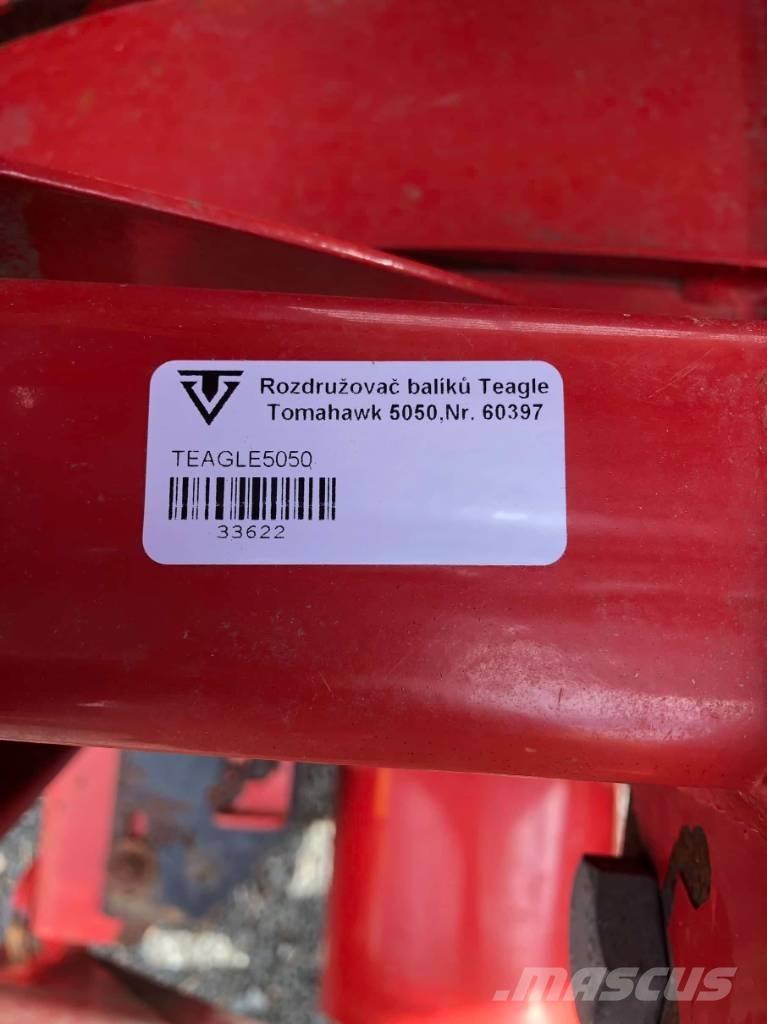 Rozdružovač balíků Teagle
Tomahawk 5050,Nr. 60397
TEAGLE5050
33622
MASCUS